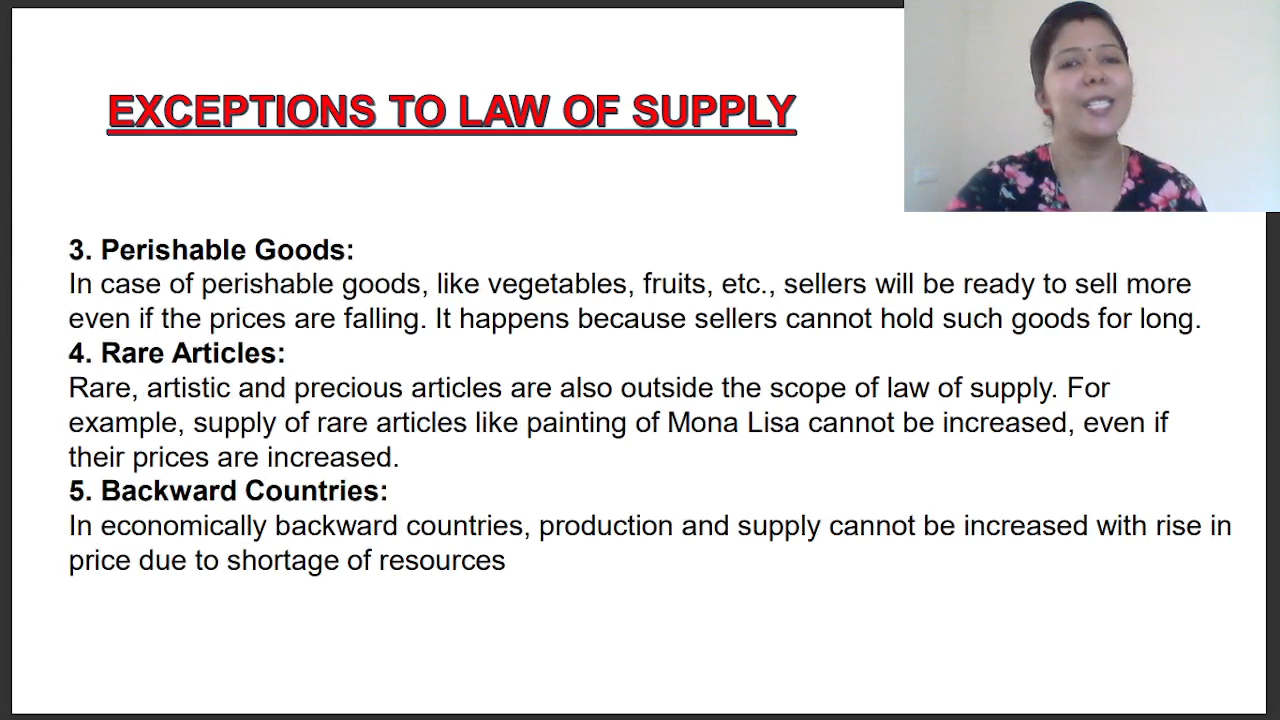 EXCEPTIONS TO LAW OF SUPPLY
3. Perishable Goods:
In case of perishable goods, like vegetables, fruits, etc., sellers will be ready to sell more
even if the prices are falling. It happens because sellers cannot hold such goods for long.
4. Rare Articles:
Rare, artistic and precious articles are also outside the scope of law of supply. For
example, supply of rare articles like painting of Mona Lisa cannot be increased, even if
their prices are increased.
5. Backward Countries:
In economically backward countries, production and supply cannot be increased with rise in
price due to shortage of resources